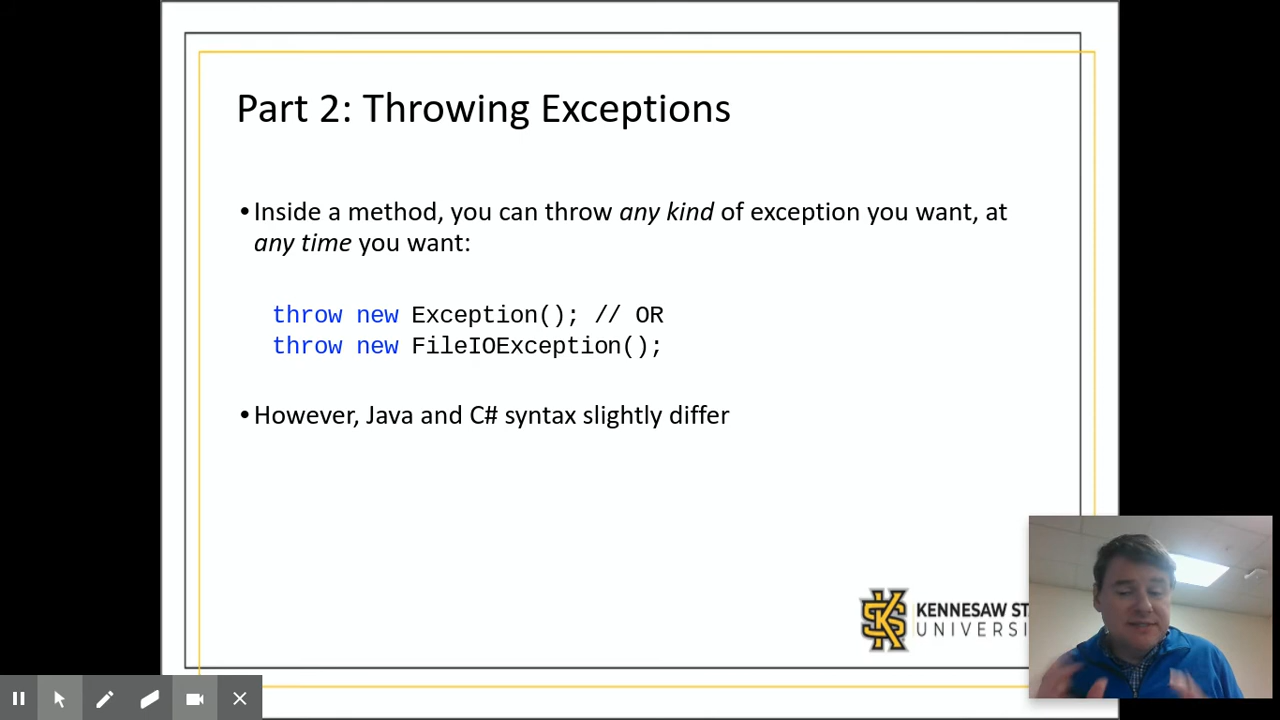 Part 2: Throwing Exceptions
•Inside a method, you can throw any kind of exception you want, at
any time you want:
throw new Exception(); // OR
throw new FileIOException();
•However, Java and C# syntax slightly differ
KENNESAW ST
UNIVERSI